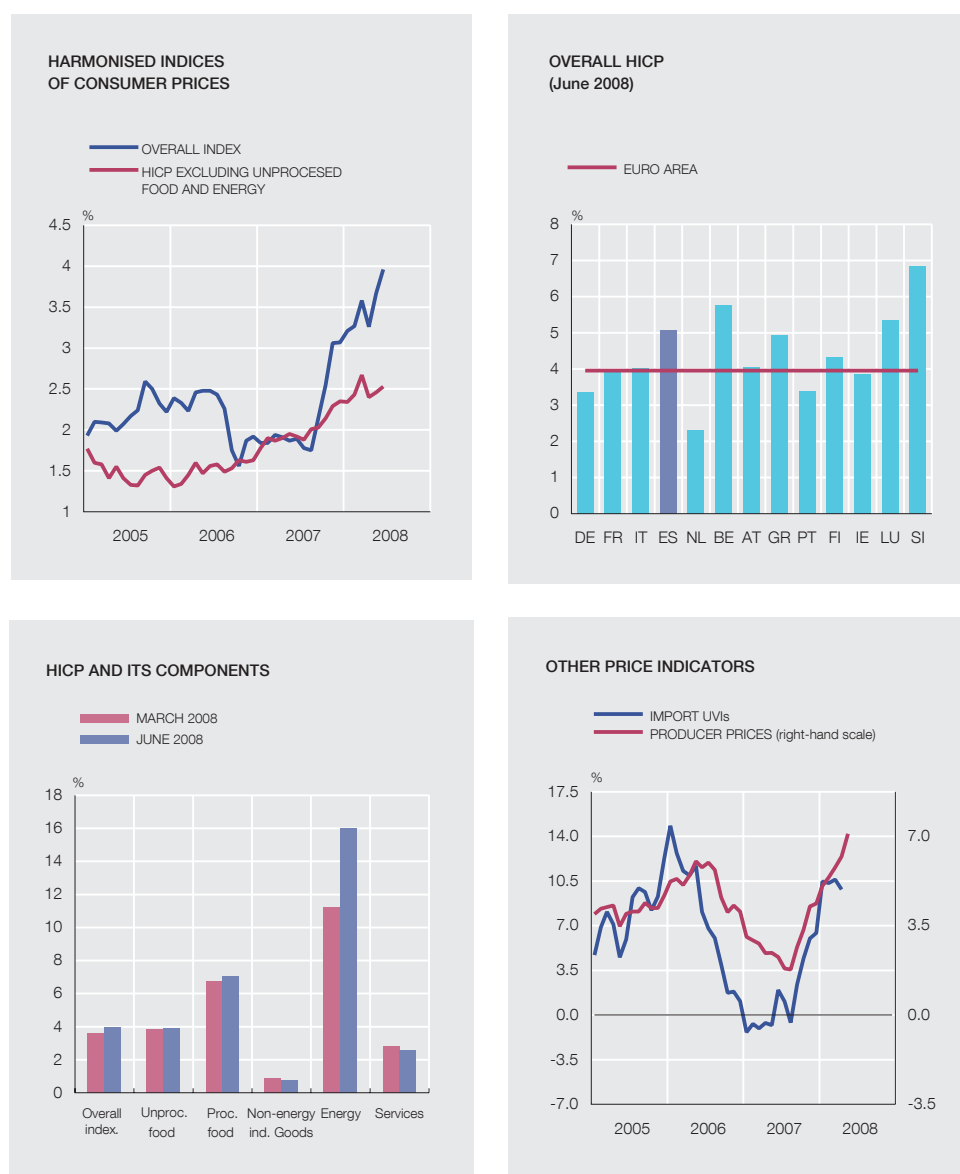 HARMONISED INDICES
OF CONSUMER PRICES
OVERALL INDEX
HICP EXCLUDING UNPROCESED
FOOD AND ENERGY
%
4.5
4
3.5
3
2.5
2
1.5
1
2005 2006 2007 2008
OVERALL HICP
(June 2008)
EURO AREA
%
8
7
6
5
4
3
2
1
0
DE FR IT ES NL BE AT GR PT FI IE LU SI
HICP AND ITS COMPONENTS
MARCH 2008
JUNE 2008
%
18
16
14
12
10
8
6
4
2
0
Overall Unproc. Proc. Non-energy Energy Services
index. food food ind. Goods
OTHER PRICE INDICATORS
IMPORT UVIs
PRODUCER PRICES (right-hand scale)
%
17.5
14.0 7.0
10.5
7.0 3.5
3.5
0.0 0.0
-3.5
-7.0 -3.5
2005 2006 2007 2008